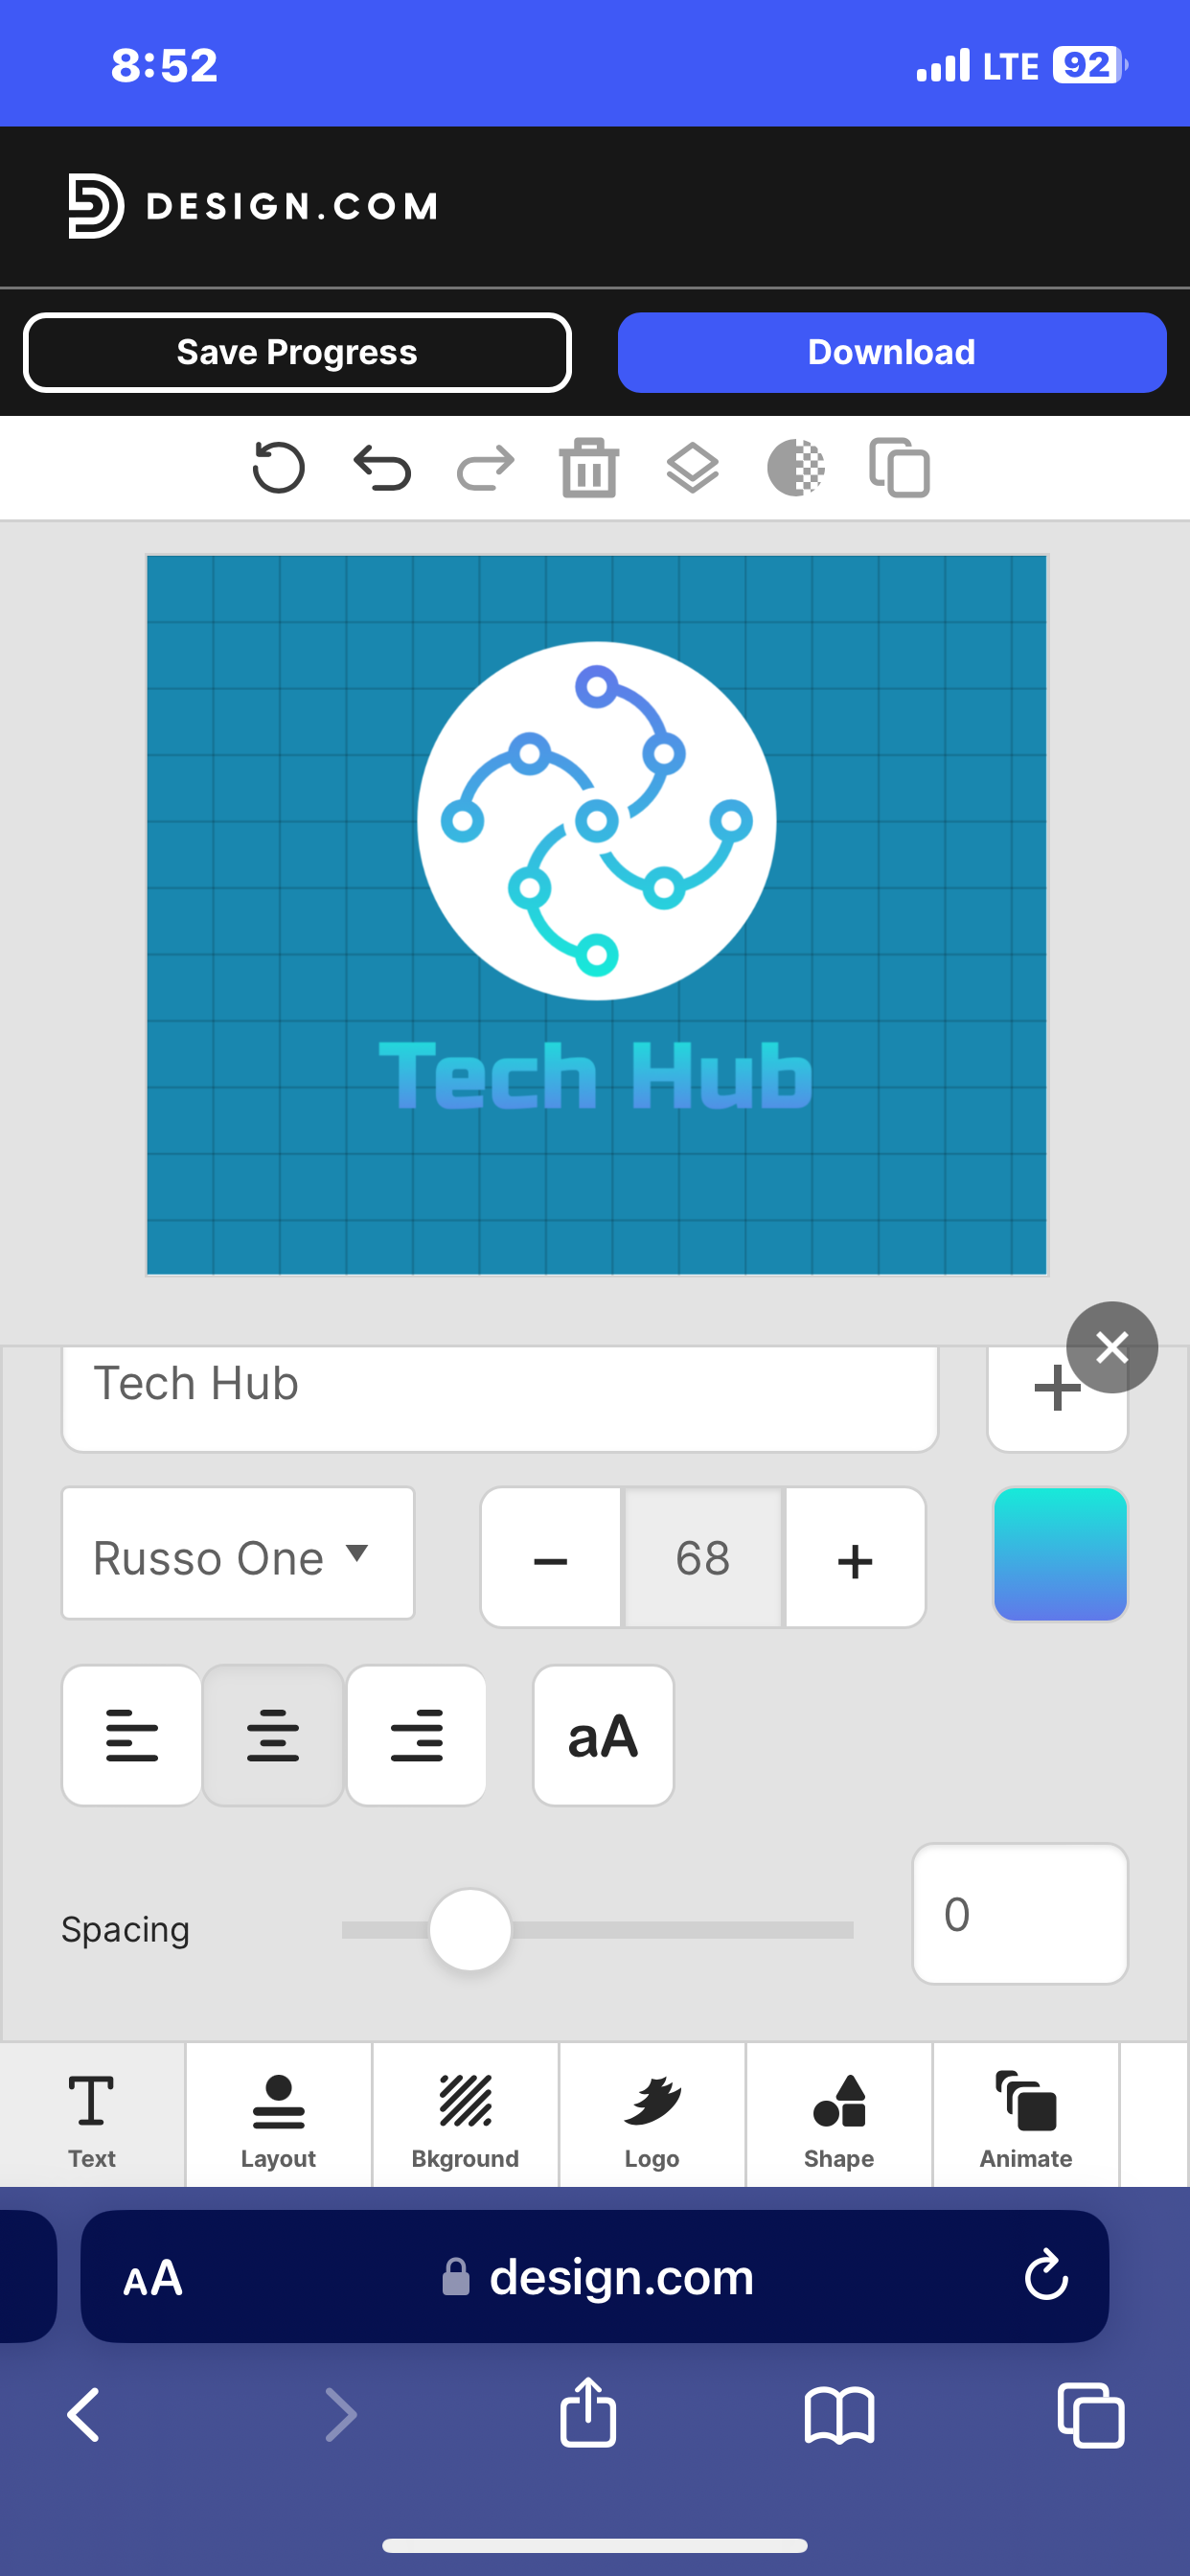 8:52 LTE 92
DESIGN.COM
Save Progress Download
Tech Hub
Tech Hub +
Russo One − 68 +
aA
Spacing 0
Text Layout Bkground Logo Shape Animate
AA design.com